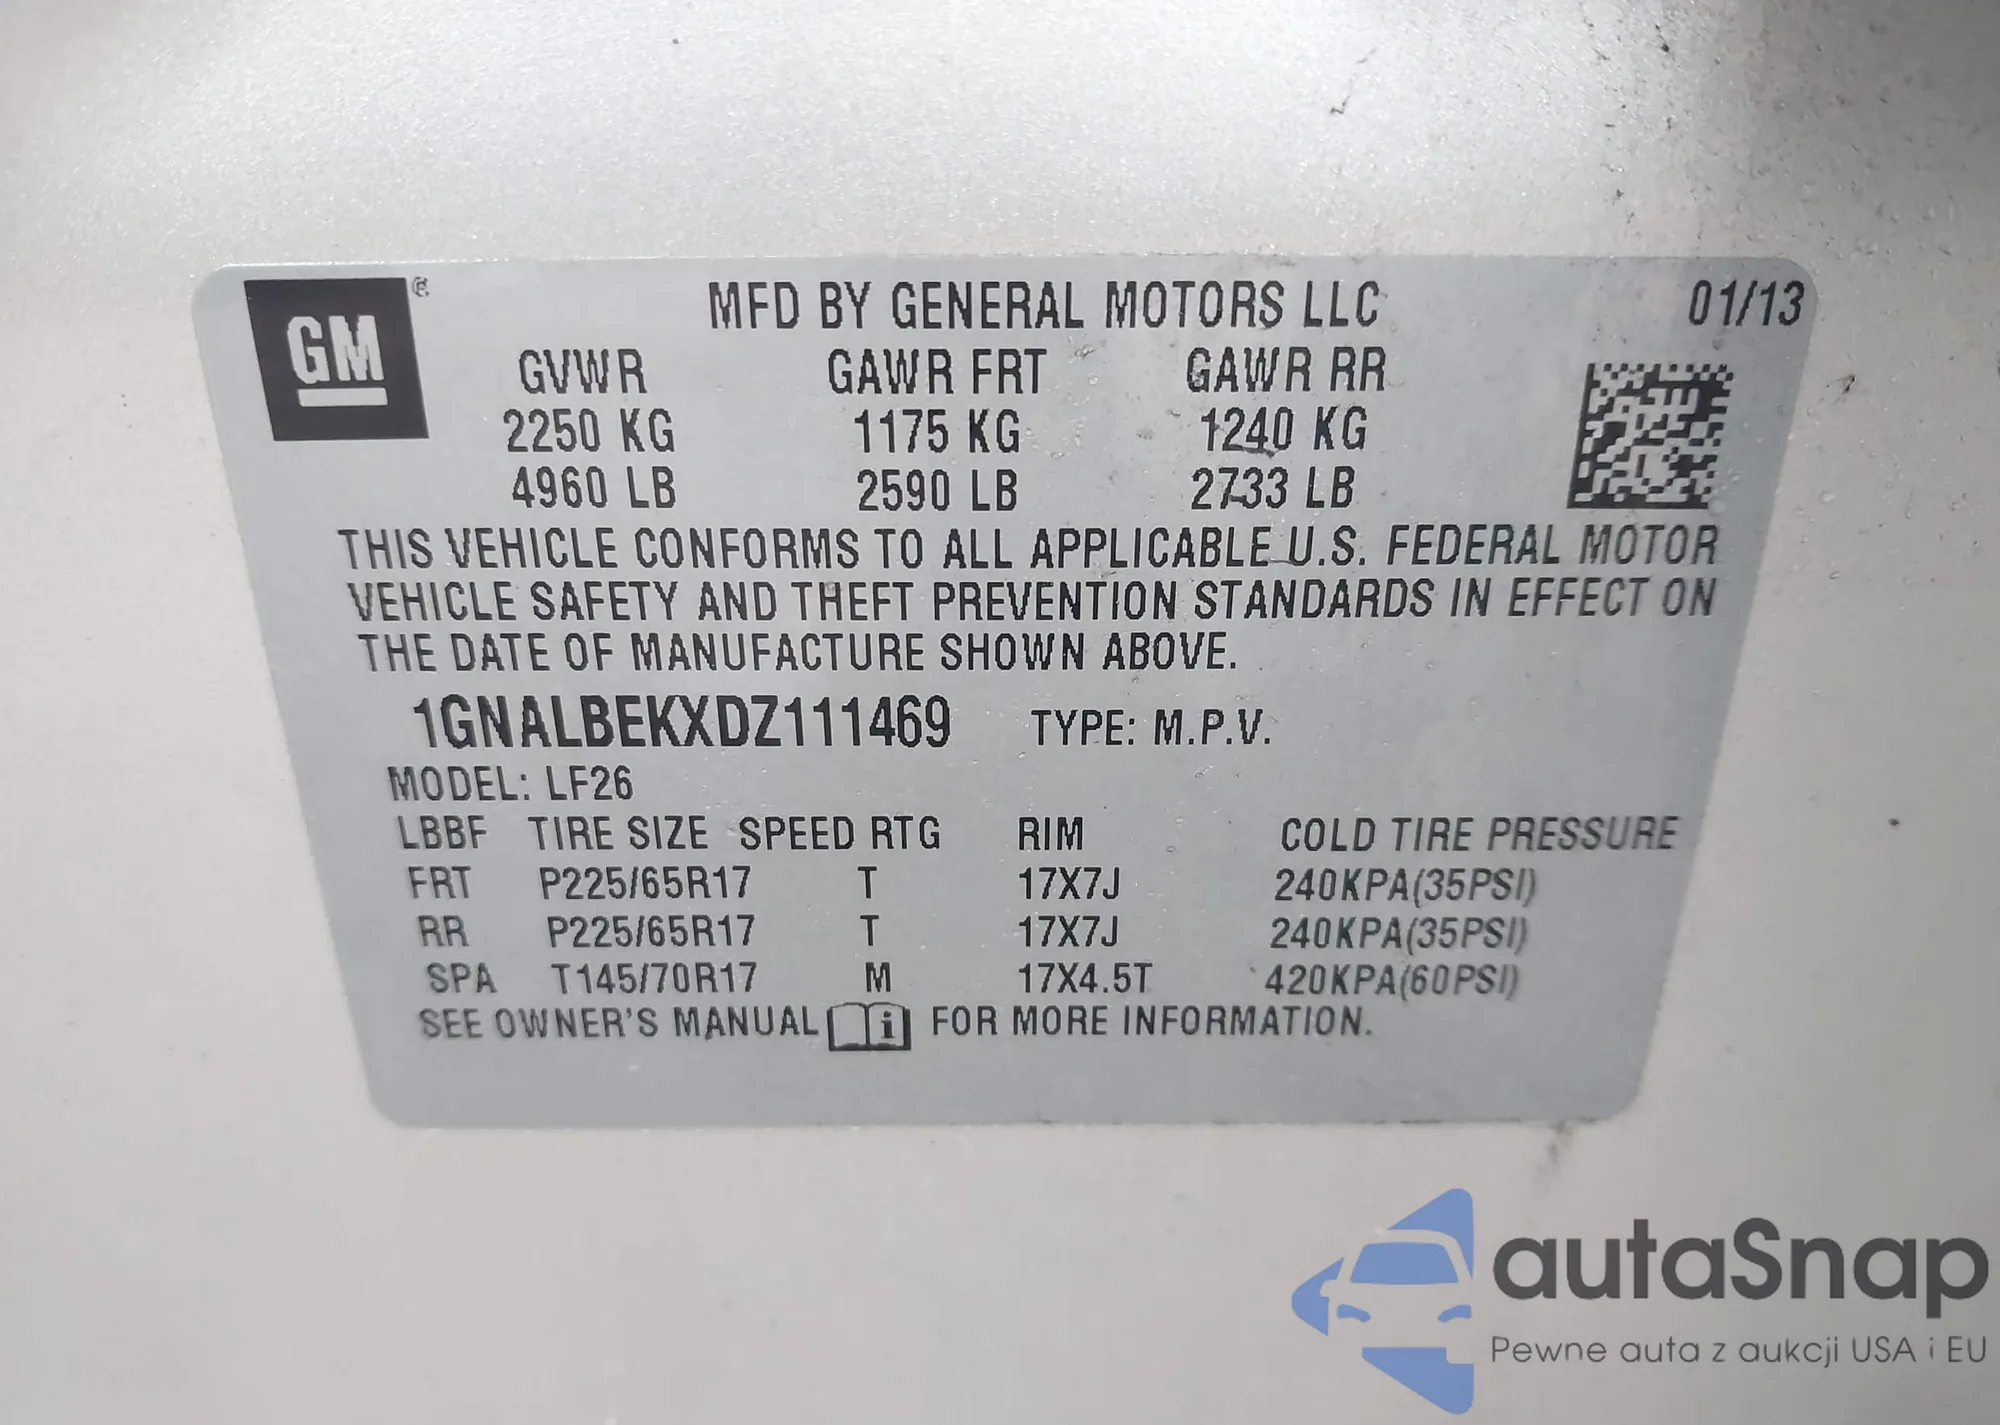 GM ®
MFD BY GENERAL MOTORS LLC 01/13
GVWR GAWR FRT GAWR RR
2250 KG 1175 KG 1240 KG
4960 LB 2590 LB 2733 LB
THIS VEHICLE CONFORMS TO ALL APPLICABLE U.S. FEDERAL MOTOR
VEHICLE SAFETY AND THEFT PREVENTION STANDARDS IN EFFECT ON
THE DATE OF MANUFACTURE SHOWN ABOVE.
1GNALBEKXDZ111469 TYPE: M.P.V.
MODEL: LF26
LBBF TIRE SIZE SPEED RTG RIM COLD TIRE PRESSURE
FRT P225/65R17 T 17X7J 240KPA(35PSI)
RR P225/65R17 T 17X7J 240KPA(35PSI)
SPA T145/70R17 M 17X4.5T 420KPA(60PSI)
SEE OWNER'S MANUAL i FOR MORE INFORMATION.
autaSnap
Pewne auta z aukcji USA i EU